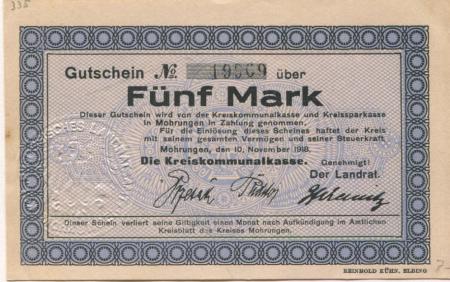 335
Gutschein № 19569 über
Fünf Mark
Dieser Gutschein wird von der Kreiskommunalkasse und Kreissparkasse
in Mohrungen in Zahlung genommen.
Für die Einlösung dieses Scheines haftet der Kreis
mit seinem gesamten Vermögen und seiner Steuerkraft
Mohrungen, den 10. November 1918.
Die Kreiskommunalkasse.
Genehmigt!
Der Landrat.
Dieser Schein verliert seine Giltigkeit einen Monat nach Aufkündigung im Amtlichen
Kreisblatt des Kreises Mohrungen.
REINHOLD KÜHN, ELBING